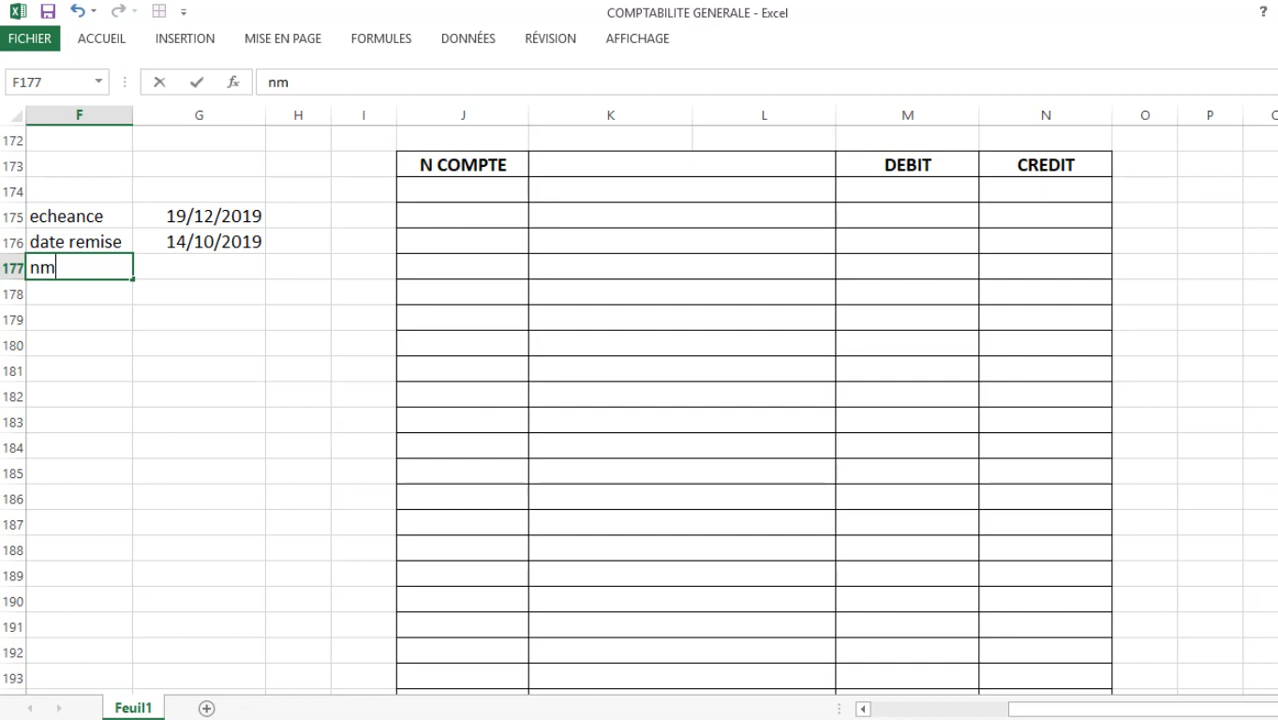 COMPTABILITE GENERALE - Excel
?
FICHIER ACCUEIL INSERTION MISE EN PAGE FORMULES DONNÉES RÉVISION AFFICHAGE
F177 fx nm
F G H I J K L M N O P
172
173 N COMPTE DEBIT CREDIT
174
175 echeance 19/12/2019
176 date remise 14/10/2019
177 nm
178
179
180
181
182
183
184
185
186
187
188
189
190
191
192
193
Feuil1